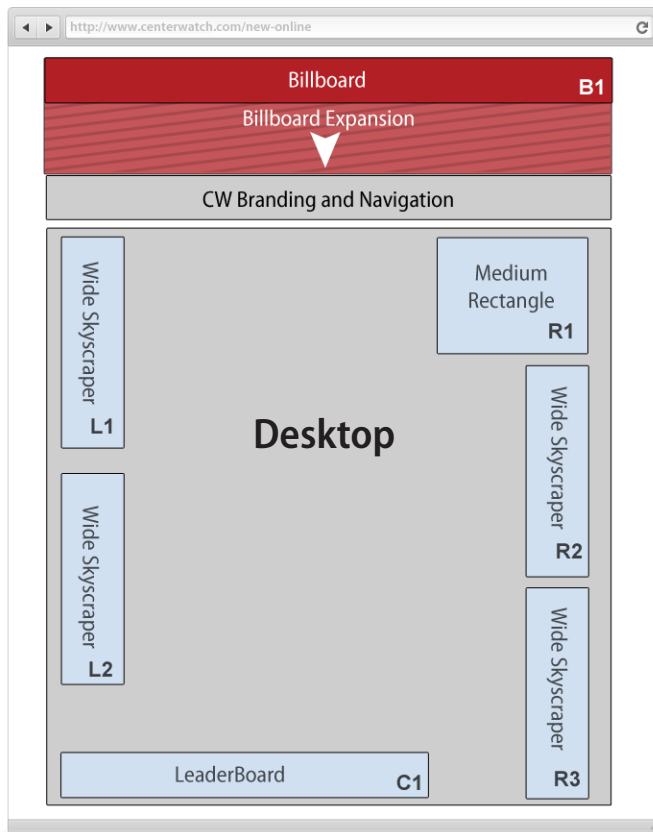 http://www.centerwatch.com/new-online
Billboard
B1
Billboard Expansion
CW Branding and Navigation
Wide Skyscraper
L1
Medium
Rectangle
R1
Desktop
Wide Skyscraper
R2
Wide Skyscraper
L2
Wide Skyscraper
R3
LeaderBoard
C1